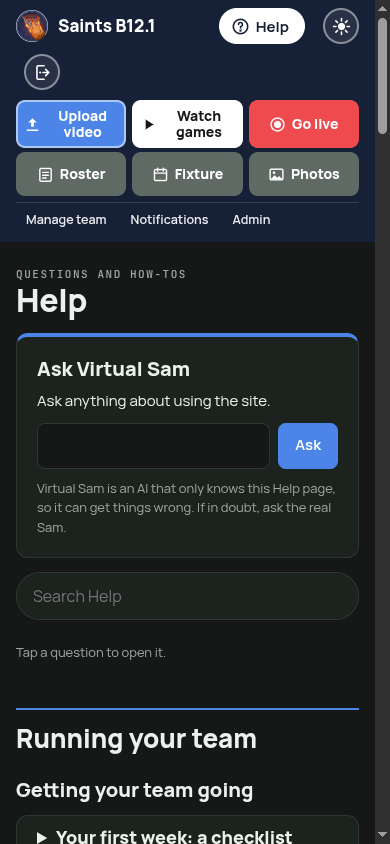 Saints B12.1
Help
Upload
video
Watch
games
Go live
Roster
Fixture
Photos
Manage team
Notifications
Admin
QUESTIONS AND HOW-TOS
Help
Ask Virtual Sam
Ask anything about using the site.
Ask
Virtual Sam is an AI that only knows this Help page,
so it can get things wrong. If in doubt, ask the real
Sam.
Search Help
Tap a question to open it.
Running your team
Getting your team going
Your first week: a checklist